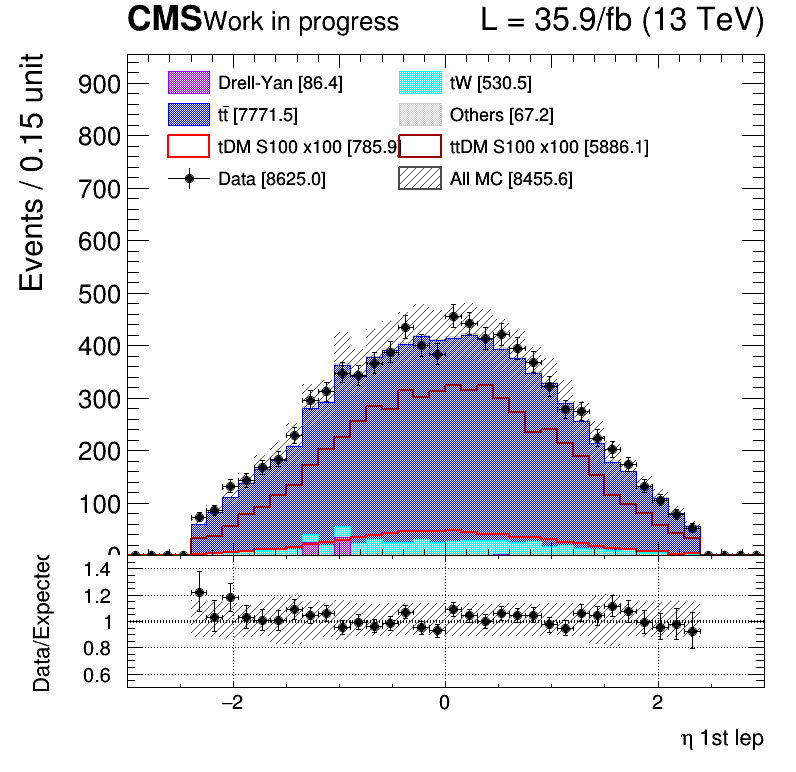 CMS Work in progress L = 35.9/fb (13 TeV)
Events / 0.15 unit
900
800
700
600
500
400
300
200
100
0
Drell-Yan [86.4] tW [530.5]
tt̄ [7771.5] Others [67.2]
tDM S100 x100 [785.9] ttDM S100 x100 [5886.1]
Data [8625.0] All MC [8455.6]
Data/Expected
1.4
1.2
1
0.8
0.6
−2 0 2
η 1st lep